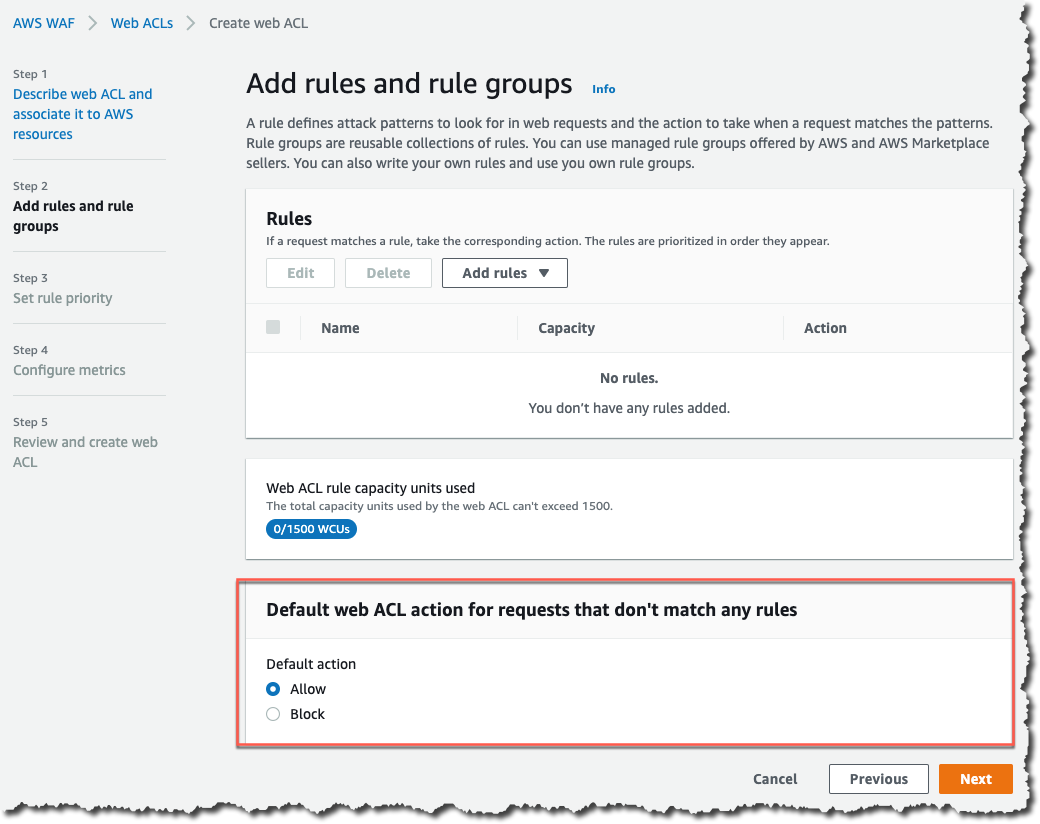 AWS WAF > Web ACLs > Create web ACL
Step 1
Describe web ACL and
associate it to AWS
resources
Step 2
Add rules and rule
groups
Step 3
Set rule priority
Step 4
Configure metrics
Step 5
Review and create web
ACL
Add rules and rule groups Info
A rule defines attack patterns to look for in web requests and the action to take when a request matches the patterns.
Rule groups are reusable collections of rules. You can use managed rule groups offered by AWS and AWS Marketplace
sellers. You can also write your own rules and use you own rule groups.
Rules
If a request matches a rule, take the corresponding action. The rules are prioritized in order they appear.
Edit Delete Add rules ▼
Name Capacity Action
No rules.
You don’t have any rules added.
Web ACL rule capacity units used
The total capacity units used by the web ACL can't exceed 1500.
0/1500 WCUs
Default web ACL action for requests that don't match any rules
Default action
Allow
Block
Cancel Previous Next